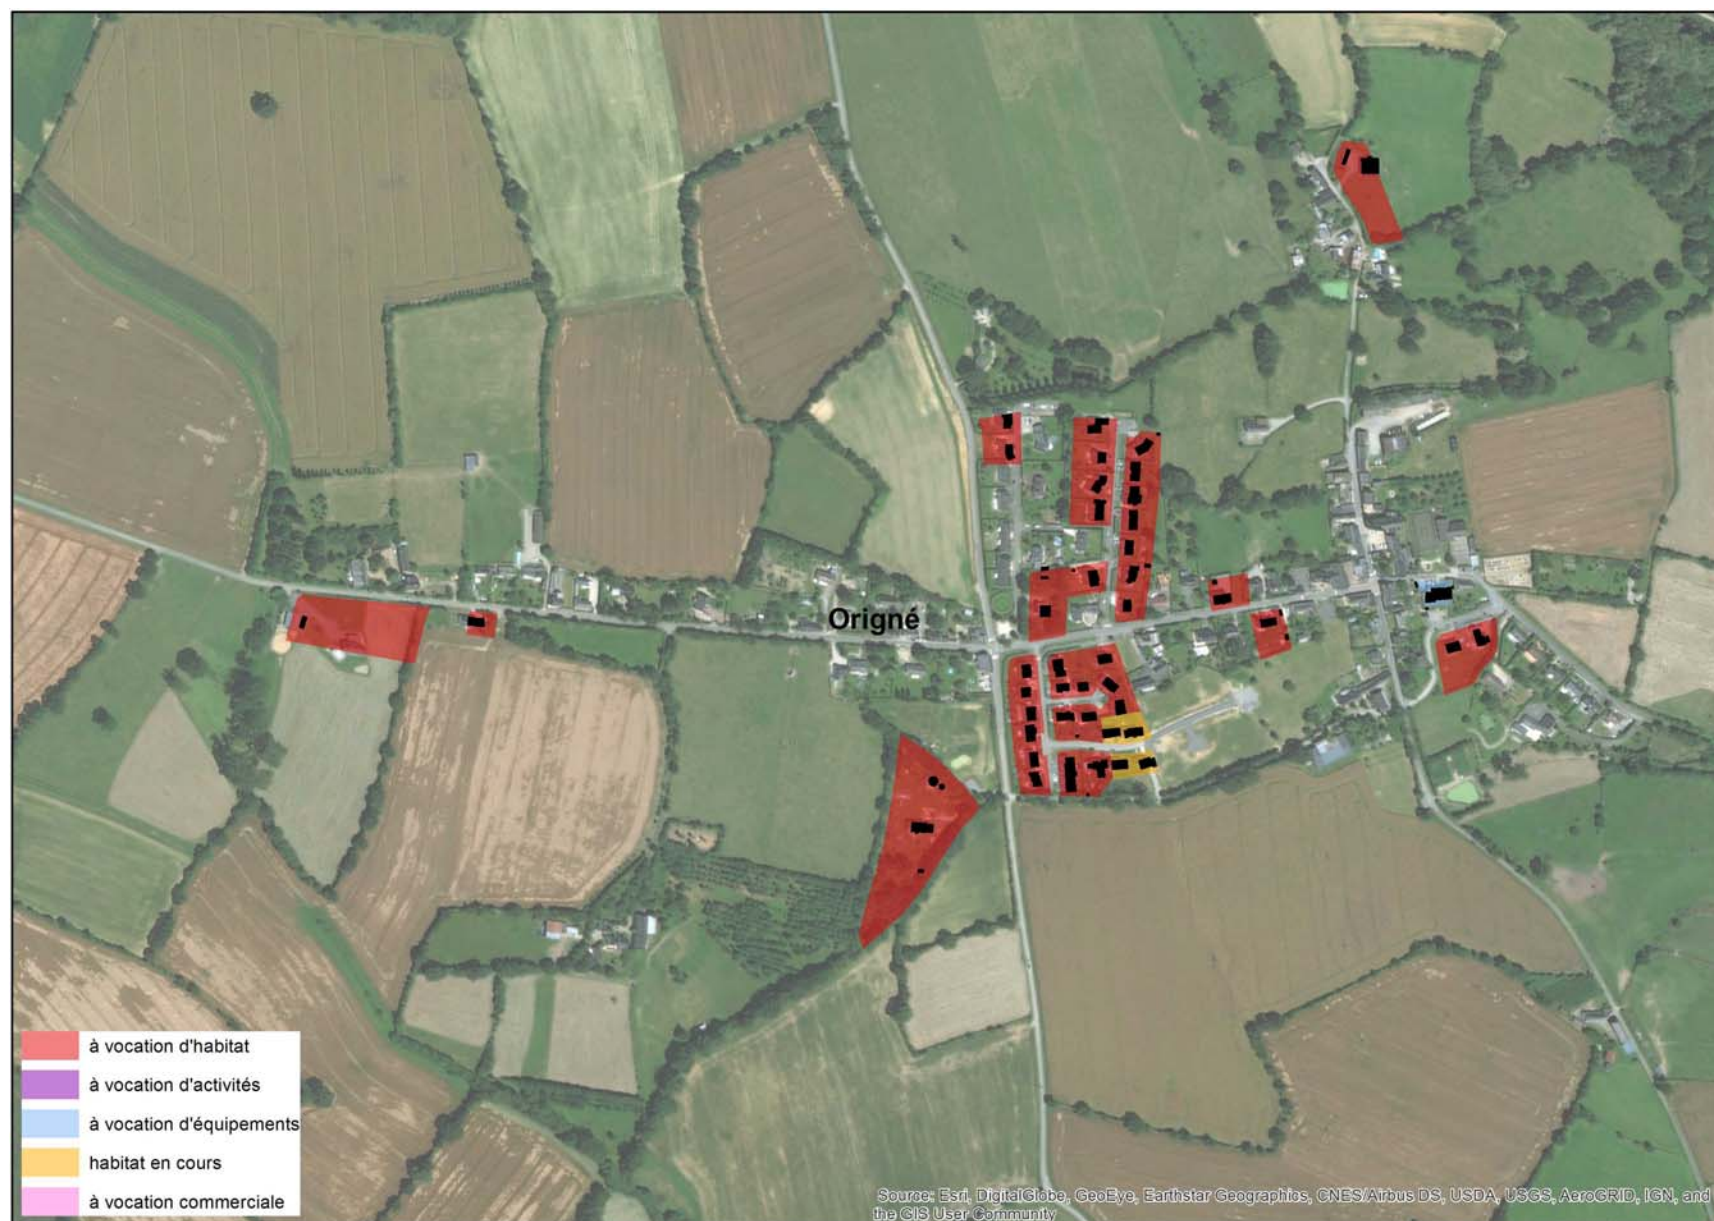 Origné
à vocation d'habitat
à vocation d'activités
à vocation d'équipements
habitat en cours
à vocation commerciale
Source: Esri, DigitalGlobe, GeoEye, Earthstar Geographics, CNES/Airbus DS, USDA, USGS, AeroGRID, IGN, and
the GIS User Community